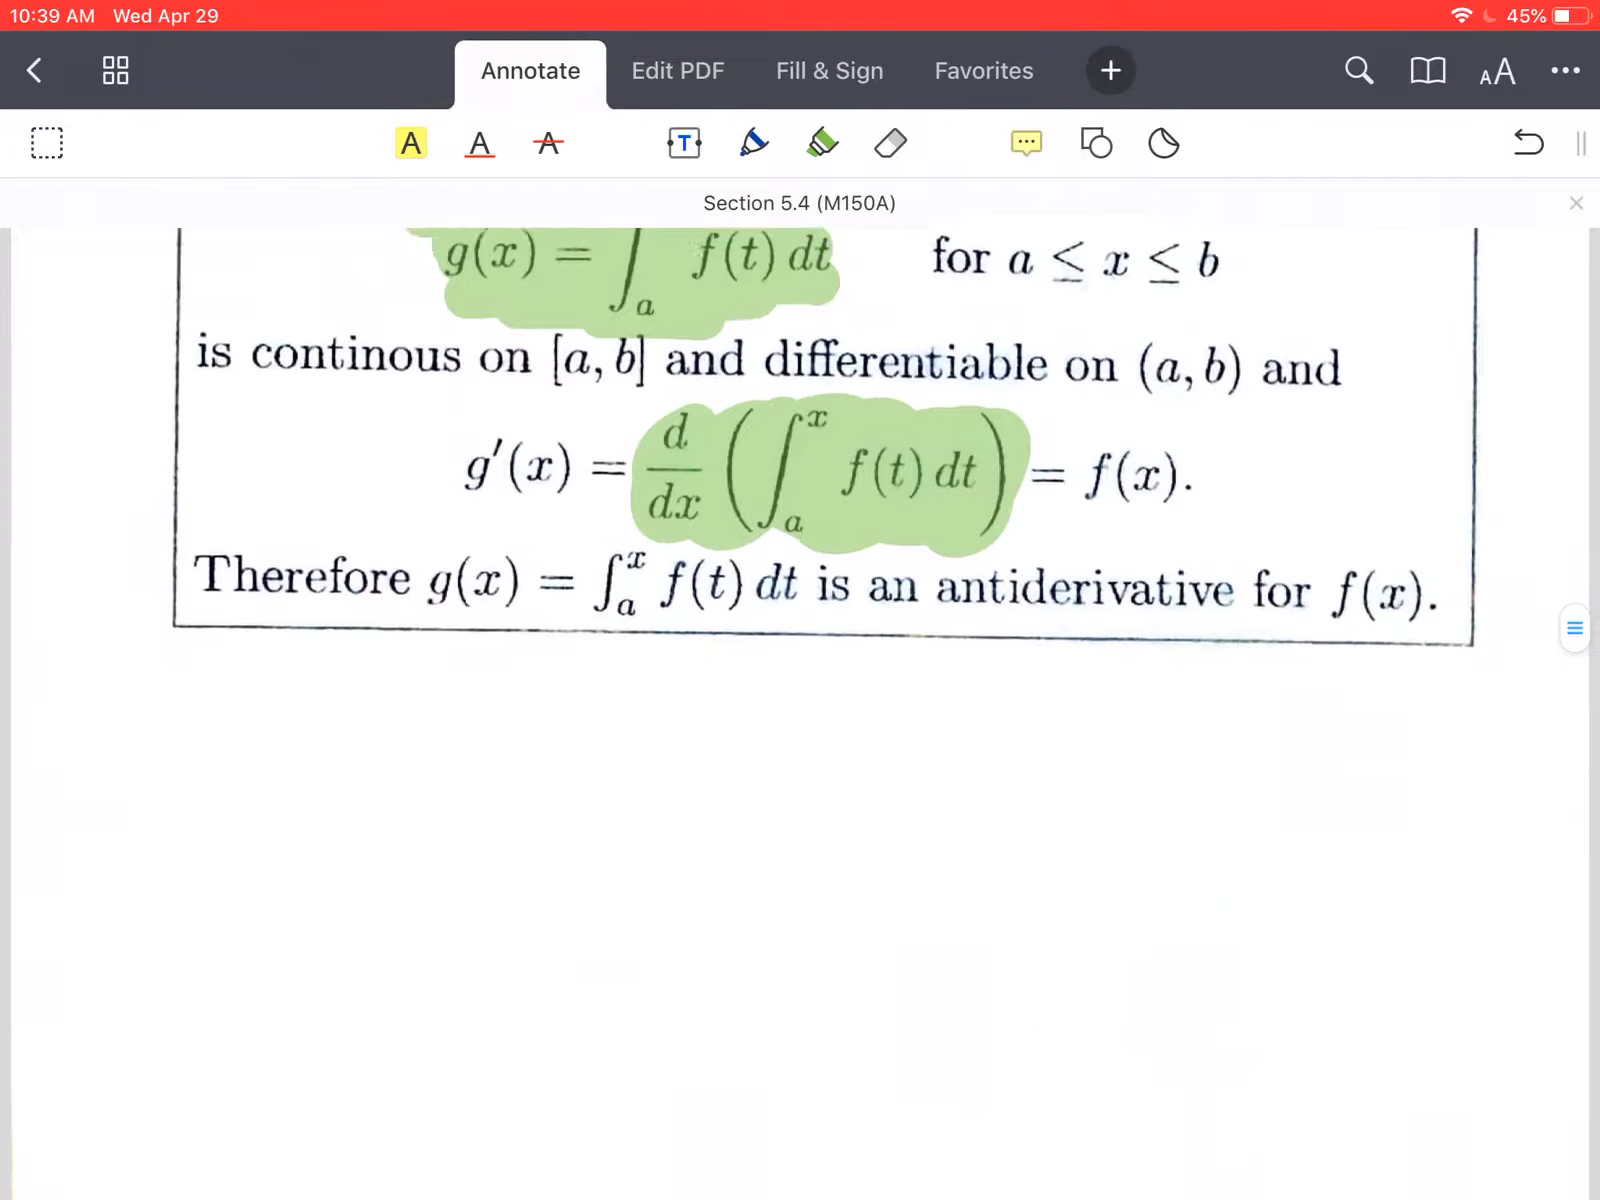 10:39 AM Wed Apr 29 45%
Annotate Edit PDF Fill & Sign Favorites + AA
A A A T
Section 5.4 (M150A) ×
g(x) = ∫_a f(t) dt for a ≤ x ≤ b
is continous on [a, b] and differentiable on (a, b) and
g′(x) = d/dx (∫_a^x f(t) dt) = f(x).
Therefore g(x) = ∫_a^x f(t) dt is an antiderivative for f(x).